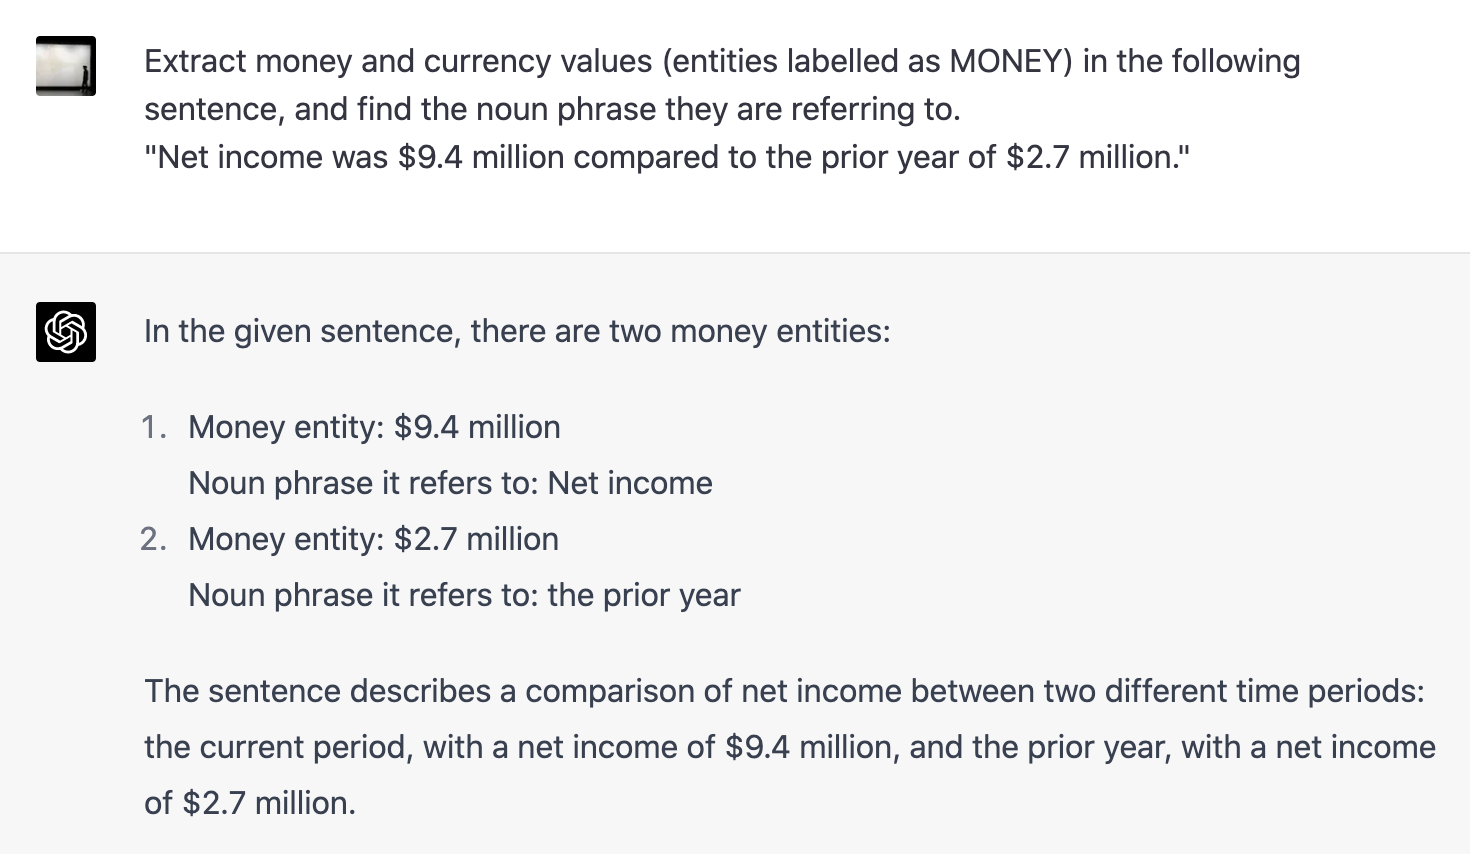 Extract money and currency values (entities labelled as MONEY) in the following
sentence, and find the noun phrase they are referring to.
"Net income was $9.4 million compared to the prior year of $2.7 million."
In the given sentence, there are two money entities:
1. Money entity: $9.4 million
Noun phrase it refers to: Net income
2. Money entity: $2.7 million
Noun phrase it refers to: the prior year
The sentence describes a comparison of net income between two different time periods:
the current period, with a net income of $9.4 million, and the prior year, with a net income
of $2.7 million.